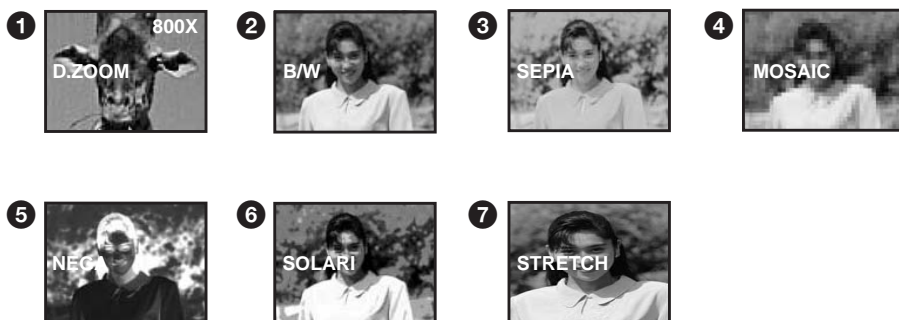 1 800X
D.ZOOM
2
B/W
3
SEPIA
4
MOSAIC
5
NEGA
6
SOLARI
7
STRETCH